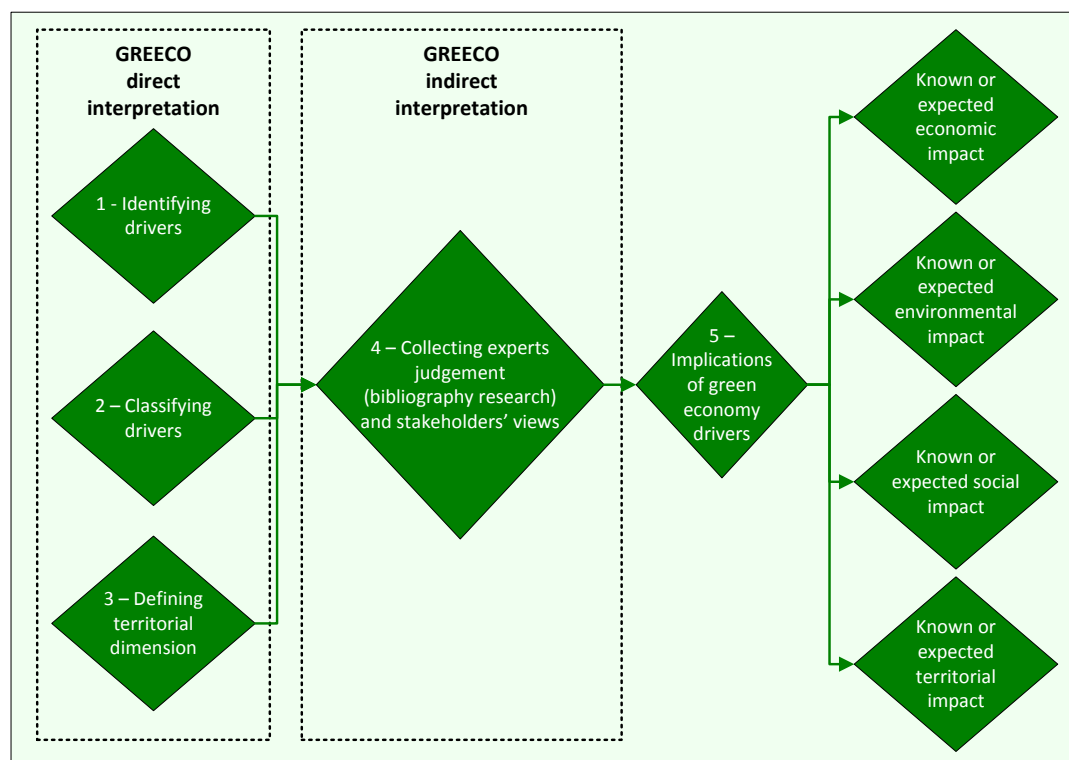 GREECO
direct
interpretation
1 - Identifying
drivers
2 – Classifying
drivers
3 – Defining
territorial
dimension
GREECO
indirect
interpretation
4 – Collecting experts
judgement
(bibliography research)
and stakeholders’ views
5 –
Implications
of green
economy
drivers
Known or
expected
economic
impact
Known or
expected
environmental
impact
Known or
expected social
impact
Known or
expected
territorial
impact